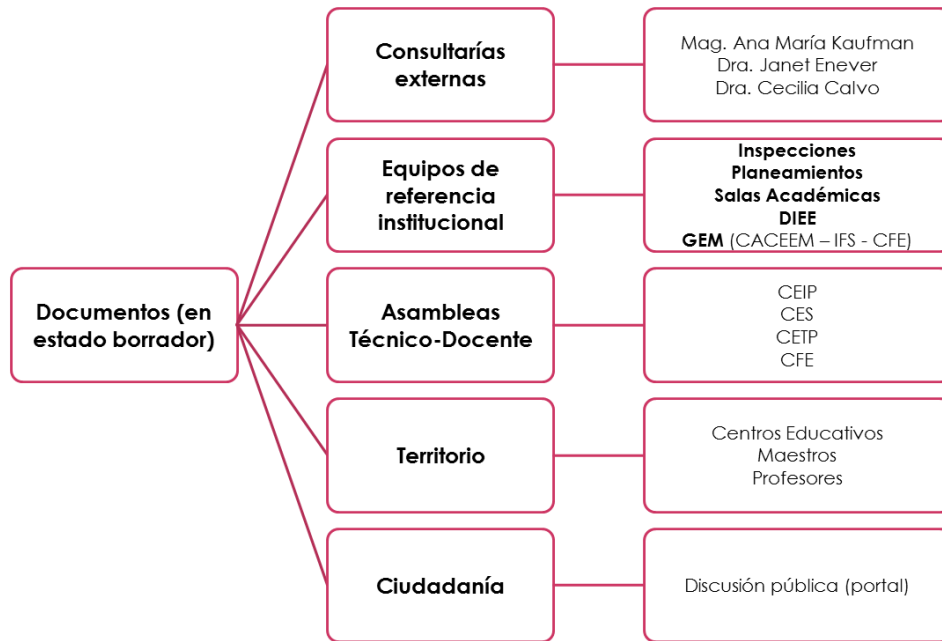 Documentos (en
estado borrador)
Consultarías
externas
Mag. Ana María Kaufman
Dra. Janet Enever
Dra. Cecilia Calvo
Equipos de
referencia
institucional
Inspecciones
Planeamientos
Salas Académicas
DIEE
GEM (CACEEM – IFS - CFE)
Asambleas
Técnico-Docente
CEIP
CES
CETP
CFE
Territorio
Centros Educativos
Maestros
Profesores
Ciudadanía
Discusión pública (portal)